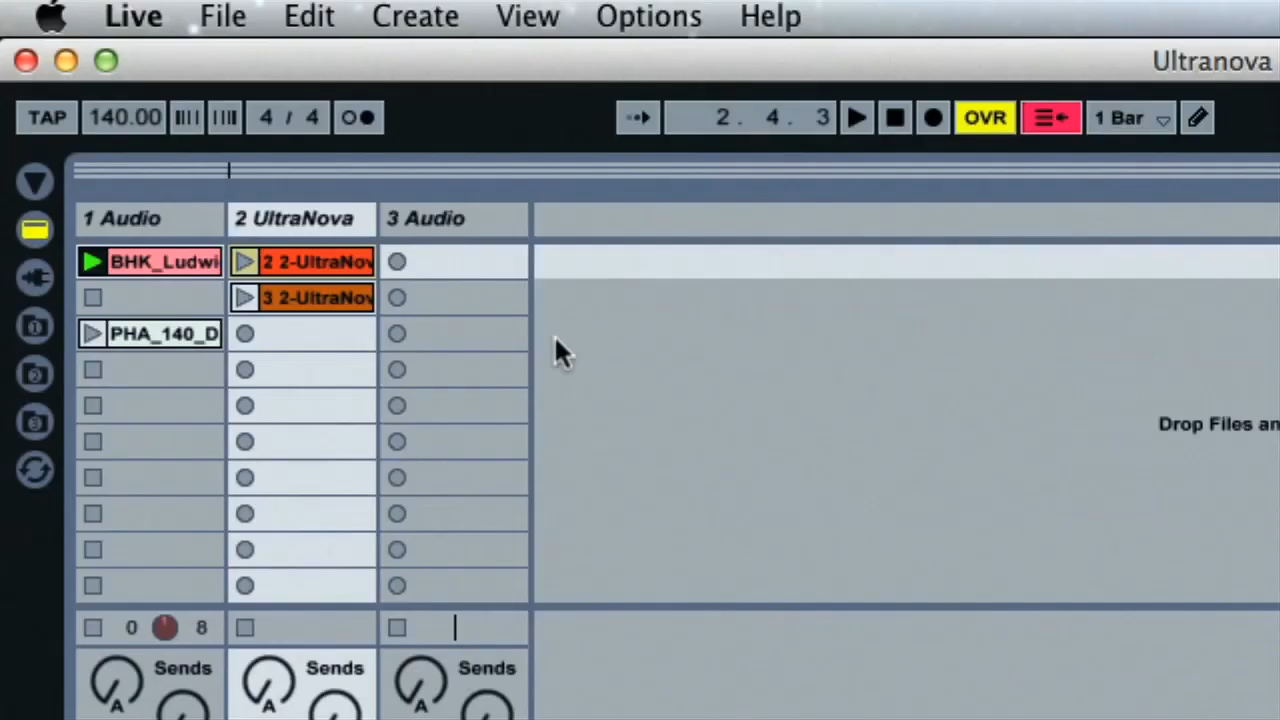 Live File Edit Create View Options Help
Ultranova
TAP 140.00 4 / 4 2. 4. 3 OVR 1 Bar
1 Audio 2 UltraNova 3 Audio
BHK_Ludwi 2 2-UltraNov
3 2-UltraNov
PHA_140_D
Drop Files an
0 8
Sends Sends Sends
A A A